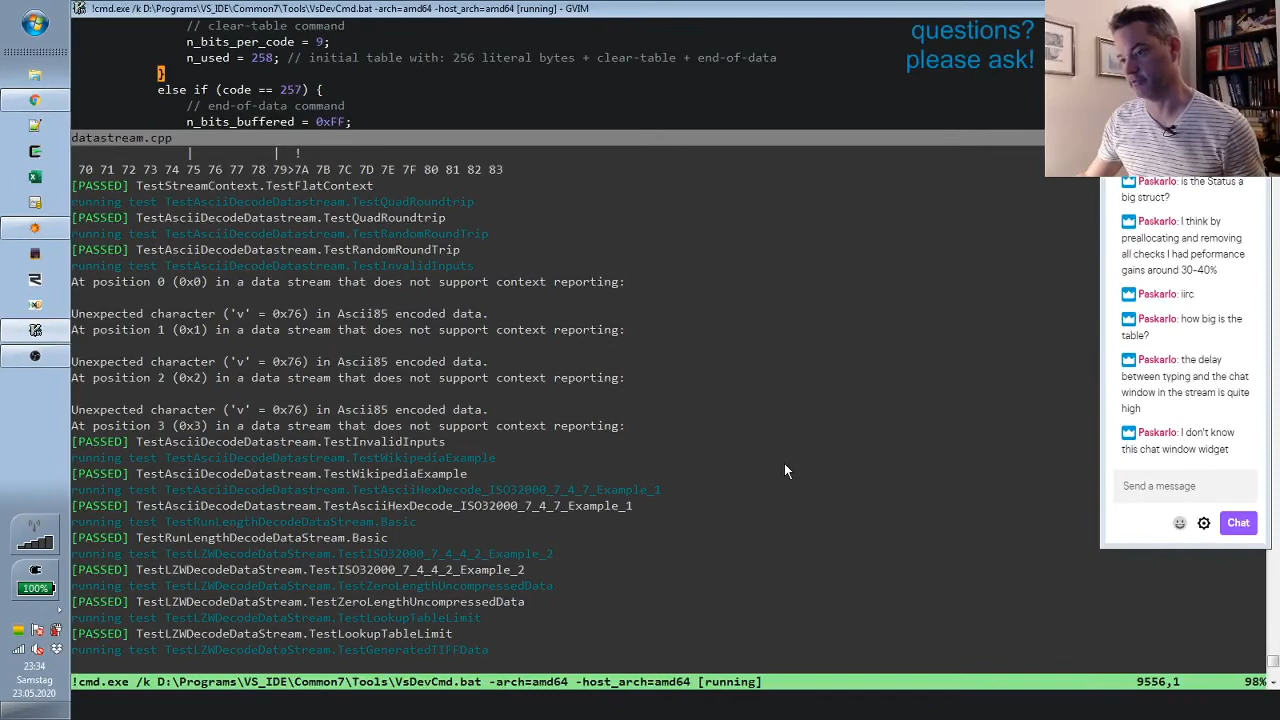 !cmd.exe /k D:\Programs\VS_IDE\Common7\Tools\VsDevCmd.bat -arch=amd64 -host_arch=amd64 [running] - GVIM
// clear-table command
n_bits_per_code = 9;
n_used = 258; // initial table with: 256 literal bytes + clear-table + end-of-data
}
else if (code == 257) {
// end-of-data command
n_bits_buffered = 0xFF;
datastream.cpp
| | !
70 71 72 73 74 75 76 77 78 79>7A 7B 7C 7D 7E 7F 80 81 82 83
[PASSED] TestStreamContext.TestFlatContext
running test TestAsciiDecodeDatastream.TestQuadRoundtrip
[PASSED] TestAsciiDecodeDatastream.TestQuadRoundtrip
running test TestAsciiDecodeDatastream.TestRandomRoundTrip
[PASSED] TestAsciiDecodeDatastream.TestRandomRoundTrip
running test TestAsciiDecodeDatastream.TestInvalidInputs
At position 0 (0x0) in a data stream that does not support context reporting:
Unexpected character ('v' = 0x76) in Ascii85 encoded data.
At position 1 (0x1) in a data stream that does not support context reporting:
Unexpected character ('v' = 0x76) in Ascii85 encoded data.
At position 2 (0x2) in a data stream that does not support context reporting:
Unexpected character ('v' = 0x76) in Ascii85 encoded data.
At position 3 (0x3) in a data stream that does not support context reporting:
[PASSED] TestAsciiDecodeDatastream.TestInvalidInputs
running test TestAsciiDecodeDatastream.TestWikipediaExample
[PASSED] TestAsciiDecodeDatastream.TestWikipediaExample
running test TestAsciiDecodeDatastream.TestAsciiHexDecode_ISO32000_7_4_7_Example_1
[PASSED] TestAsciiDecodeDatastream.TestAsciiHexDecode_ISO32000_7_4_7_Example_1
running test TestRunLengthDecodeDataStream.Basic
[PASSED] TestRunLengthDecodeDataStream.Basic
running test TestLZWDecodeDataStream.TestISO32000_7_4_4_2_Example_2
[PASSED] TestLZWDecodeDataStream.TestISO32000_7_4_4_2_Example_2
running test TestLZWDecodeDataStream.TestZeroLengthUncompressedData
[PASSED] TestLZWDecodeDataStream.TestZeroLengthUncompressedData
running test TestLZWDecodeDataStream.TestLookupTableLimit
[PASSED] TestLZWDecodeDataStream.TestLookupTableLimit
running test TestLZWDecodeDataStream.TestGeneratedTIFFData
!cmd.exe /k D:\Programs\VS_IDE\Common7\Tools\VsDevCmd.bat -arch=amd64 -host_arch=amd64 [running] 9556,1 98%
questions?
please ask!
Paskarlo: is the Status a
big struct?
Paskarlo: I think by
preallocating and removing
all checks I had peformance
gains around 30-40%
Paskarlo: iirc
Paskarlo: how big is the
table?
Paskarlo: the delay
between typing and the chat
window in the stream is quite
high
Paskarlo: I don't know
this chat window widget
Send a message
Chat
100%
23:34
Samstag
23.05.2020